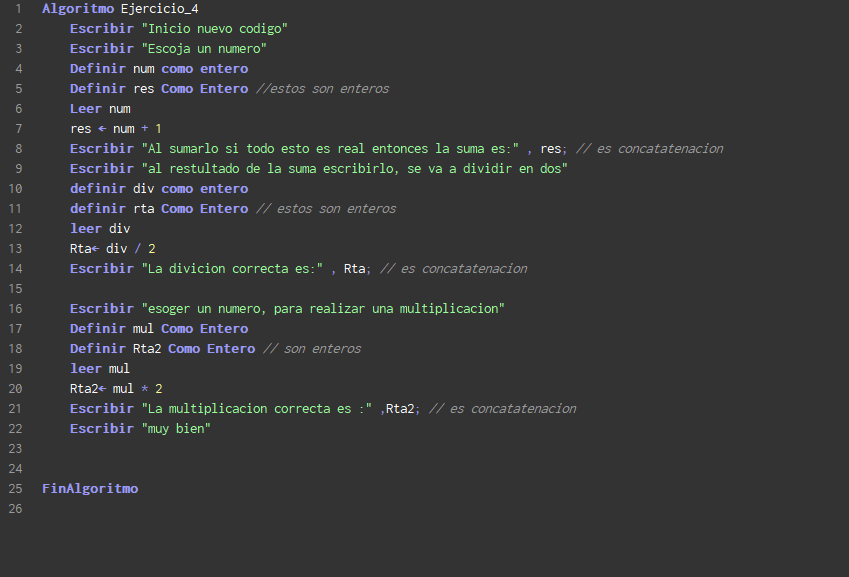 1 Algoritmo Ejercicio_4
2 Escribir "Inicio nuevo codigo"
3 Escribir "Escoja un numero"
4 Definir num como entero
5 Definir res Como Entero //estos son enteros
6 Leer num
7 res ← num + 1
8 Escribir "Al sumarlo si todo esto es real entonces la suma es:" , res; // es concatatenacion
9 Escribir "al restultado de la suma escribirlo, se va a dividir en dos"
10 definir div como entero
11 definir rta Como Entero // estos son enteros
12 leer div
13 Rta← div / 2
14 Escribir "La divicion correcta es:" , Rta; // es concatatenacion
15
16 Escribir "esoger un numero, para realizar una multiplicacion"
17 Definir mul Como Entero
18 Definir Rta2 Como Entero // son enteros
19 leer mul
20 Rta2← mul * 2
21 Escribir "La multiplicacion correcta es :" ,Rta2; // es concatatenacion
22 Escribir "muy bien"
23
24
25 FinAlgoritmo
26